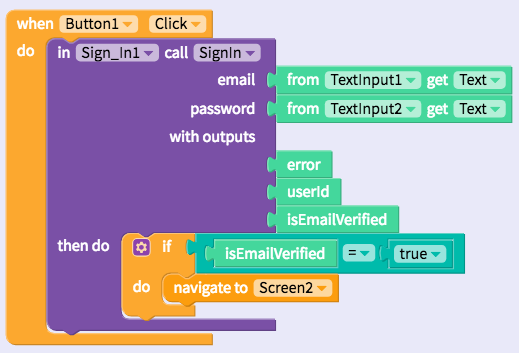 when Button1 Click
do in Sign_In1 call SignIn
email from TextInput1 get Text
password from TextInput2 get Text
with outputs
error
userId
isEmailVerified
then do if isEmailVerified = true
do navigate to Screen2